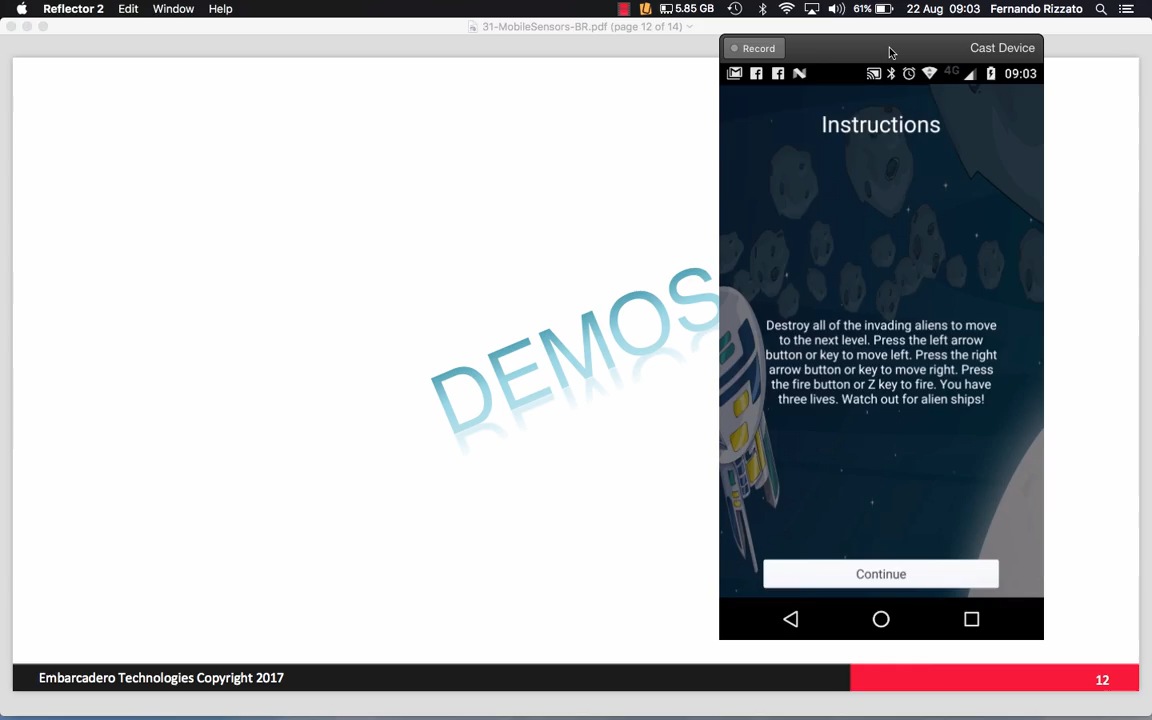 Reflector 2 Edit Window Help 5.85 GB 61% 22 Aug 09:03 Fernando Rizzato
31-MobileSensors-BR.pdf (page 12 of 14)
Record Cast Device
4G 09:03
Instructions
DEMOS
Destroy all of the invading aliens to move
to the next level. Press the left arrow
button or key to move left. Press the right
arrow button or key to move right. Press
the fire button or Z key to fire. You have
three lives. Watch out for alien ships!
Continue
Embarcadero Technologies Copyright 2017
12